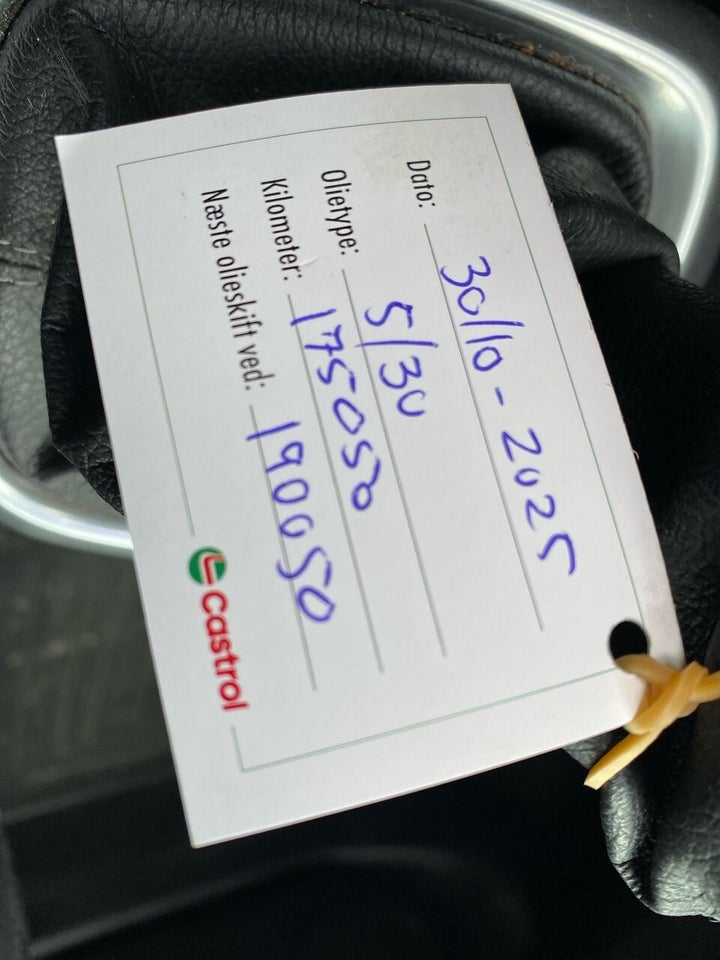 Dato: 30/10-2025
Olietype: 5/30
Kilometer: 175050
Næste olieskift ved: 190050
Castrol